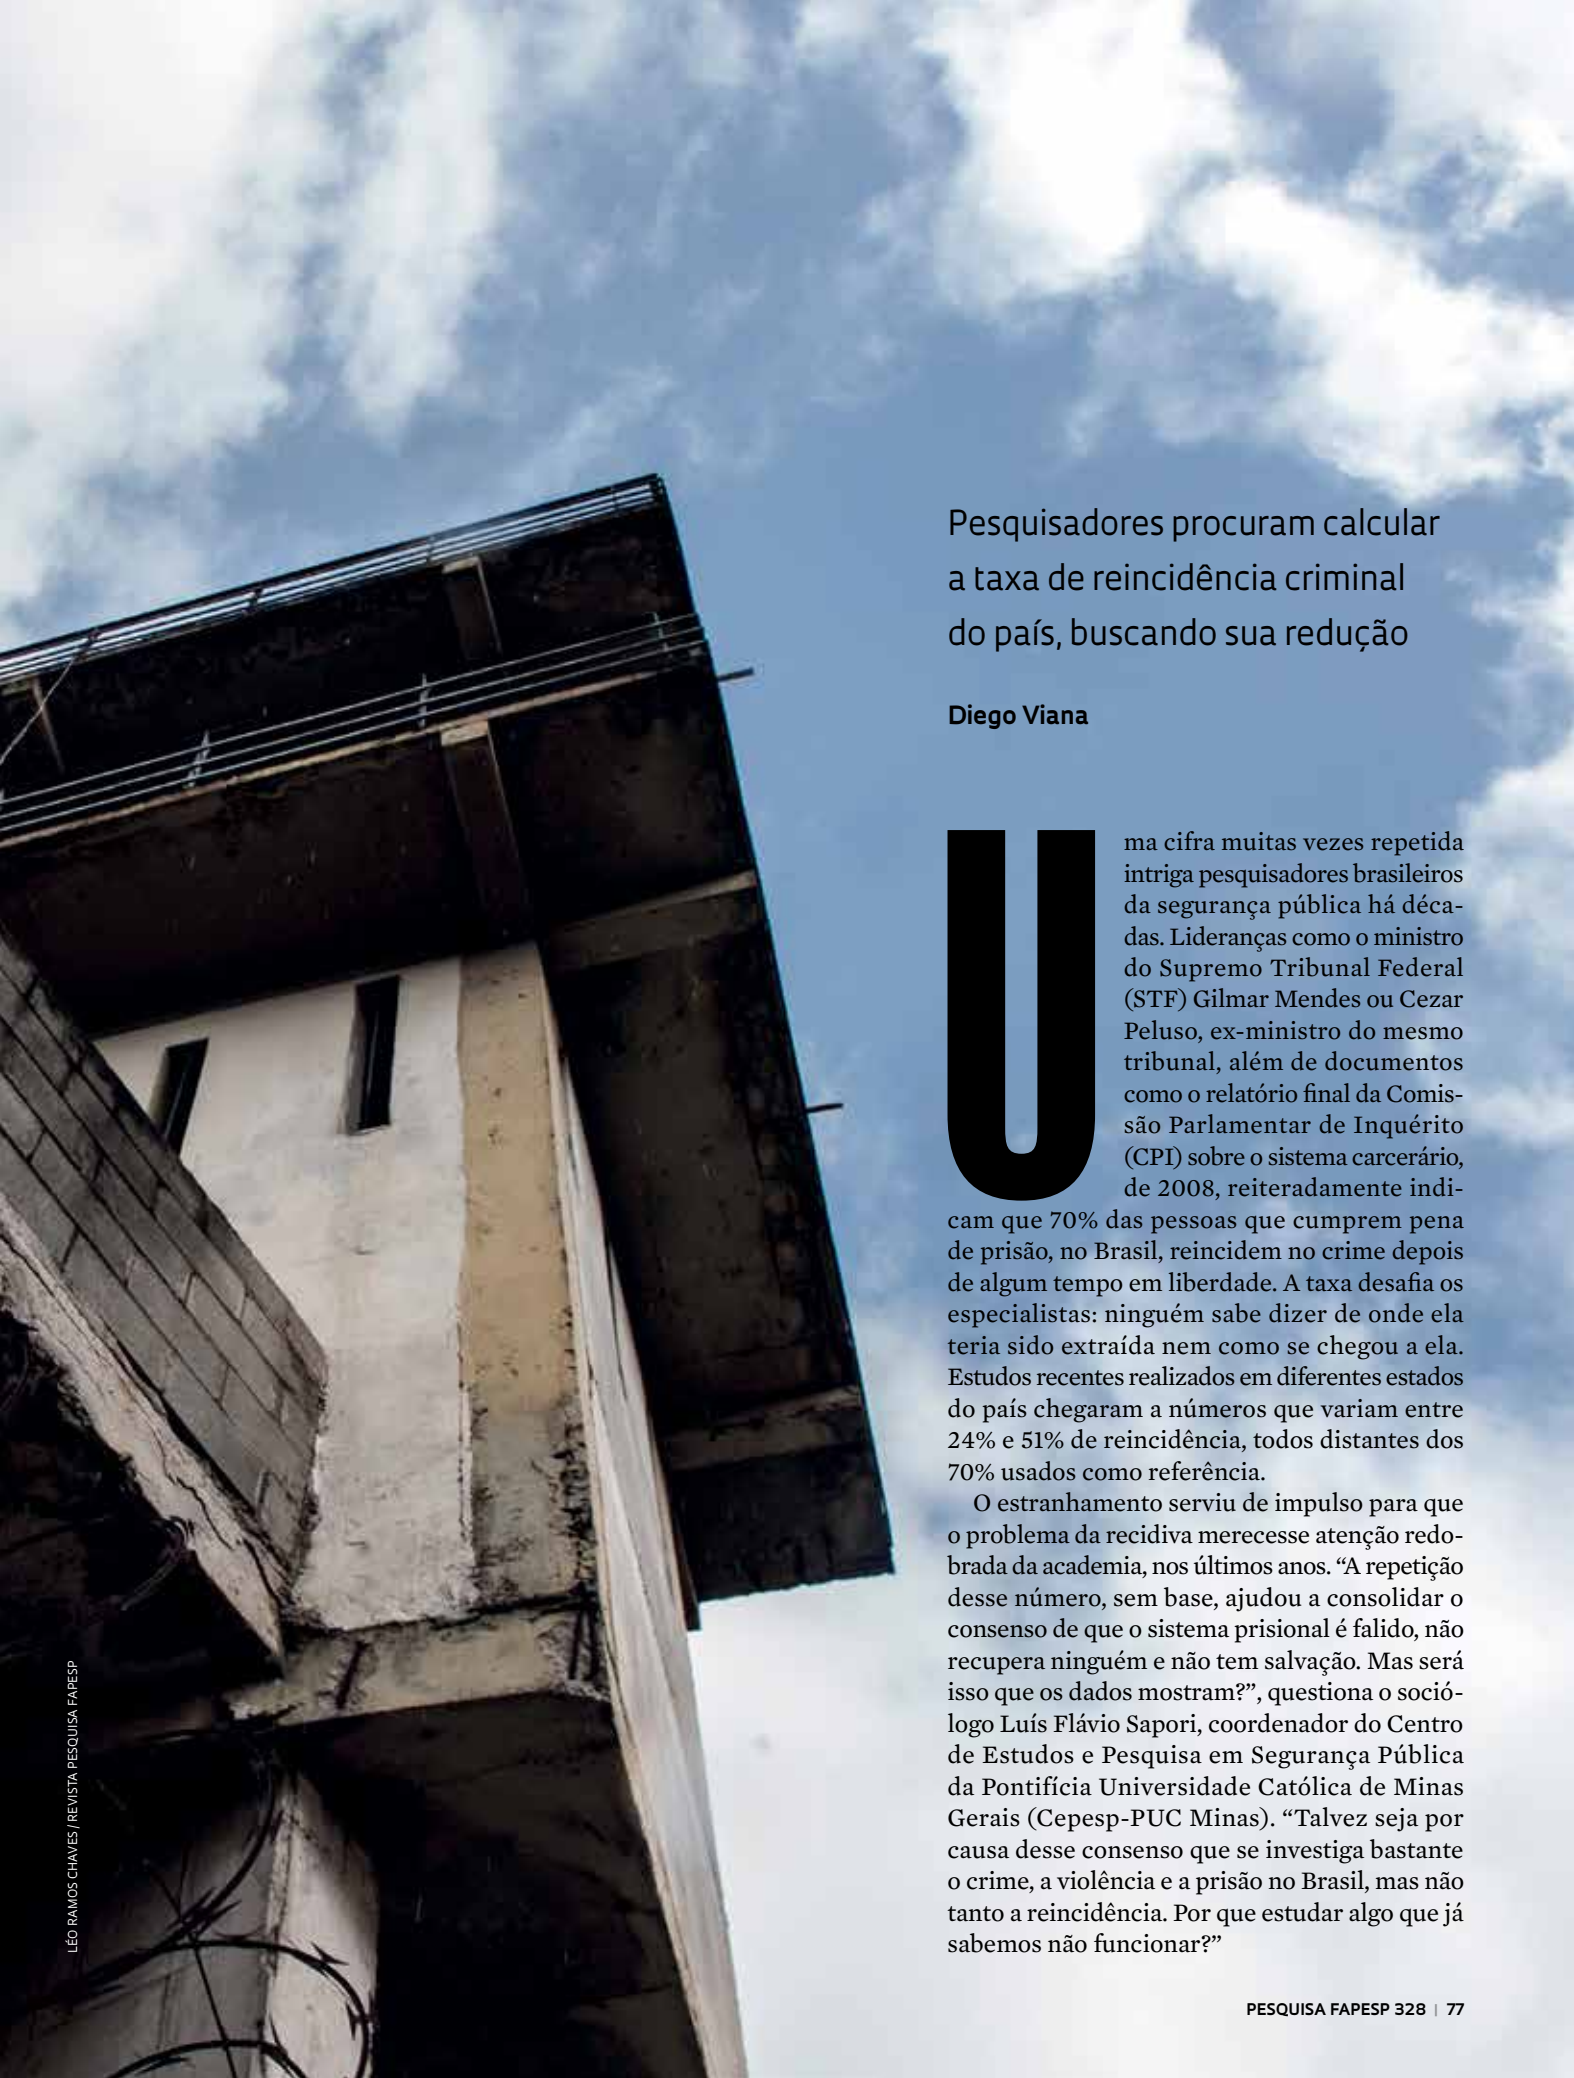 Pesquisadores procuram calcular
a taxa de reincidência criminal
do país, buscando sua redução
Diego Viana
Uma cifra muitas vezes repetida
intriga pesquisadores brasileiros
da segurança pública há déca-
das. Lideranças como o ministro
do Supremo Tribunal Federal
(STF) Gilmar Mendes ou Cezar
Peluso, ex-ministro do mesmo
tribunal, além de documentos
como o relatório final da Comis-
são Parlamentar de Inquérito
(CPI) sobre o sistema carcerário,
de 2008, reiteradamente indi-
cam que 70% das pessoas que cumprem pena
de prisão, no Brasil, reincidem no crime depois
de algum tempo em liberdade. A taxa desafia os
especialistas: ninguém sabe dizer de onde ela
teria sido extraída nem como se chegou a ela.
Estudos recentes realizados em diferentes estados
do país chegaram a números que variam entre
24% e 51% de reincidência, todos distantes dos
70% usados como referência.
O estranhamento serviu de impulso para que
o problema da recidiva merecesse atenção redo-
brada da academia, nos últimos anos. “A repetição
desse número, sem base, ajudou a consolidar o
consenso de que o sistema prisional é falido, não
recupera ninguém e não tem salvação. Mas será
isso que os dados mostram?”, questiona o soció-
logo Luís Flávio Sapori, coordenador do Centro
de Estudos e Pesquisa em Segurança Pública
da Pontifícia Universidade Católica de Minas
Gerais (Cepesp-PUC Minas). “Talvez seja por
causa desse consenso que se investiga bastante
o crime, a violência e a prisão no Brasil, mas não
tanto a reincidência. Por que estudar algo que já
sabemos não funcionar?”
LÉO RAMOS CHAVES / REVISTA PESQUISA FAPESP
PESQUISA FAPESP 328 | 77